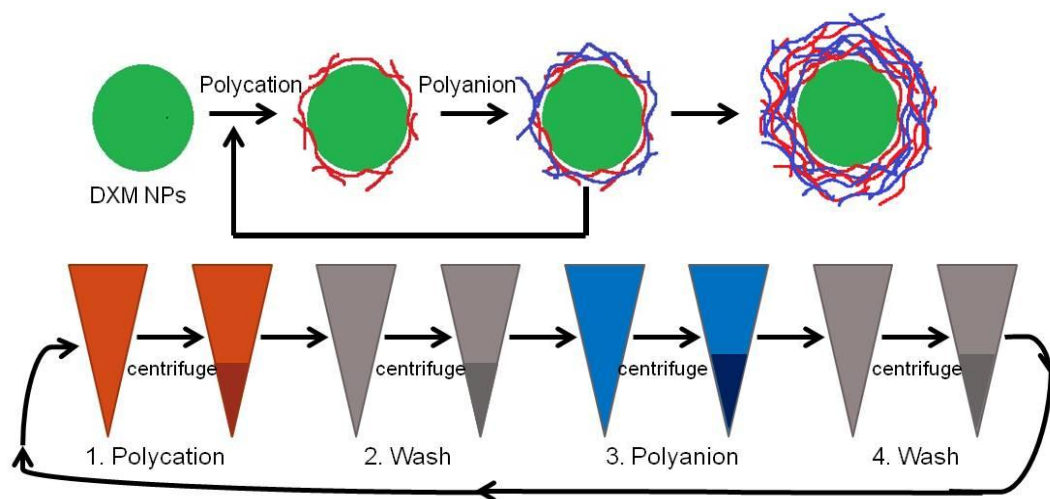 Polycation
Polyanion
DXM NPs
centrifuge
centrifuge
centrifuge
centrifuge
1. Polycation
2. Wash
3. Polyanion
4. Wash